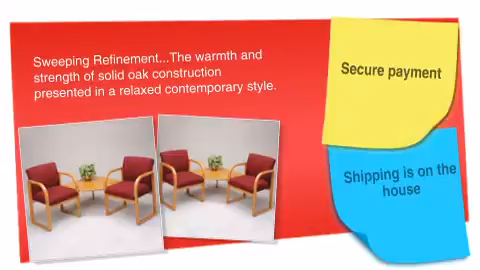 Sweeping Refinement...The warmth and
strength of solid oak construction
presented in a relaxed contemporary style.
Secure payment
Shipping is on the
house